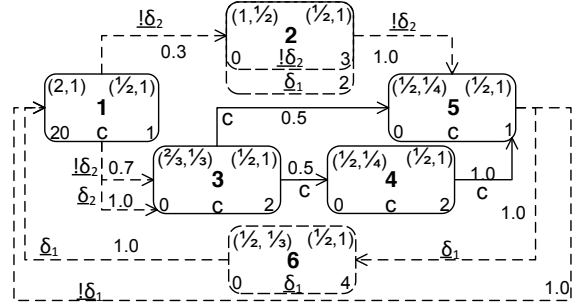 !δ₂ (1,½) 2 (½,1) !δ₂
0.3 0 !δ₂ 3 1.0
δ₁ 2
(2,1) (½,1) (½,¼) (½,1)
1 5
20 c 1 c 0.5 0 c 1
!δ₂ 0.7 (⅔,⅓) (½,1) 0.5 (½,¼) (½,1) 1.0
3 4
δ₂ 1.0 0 c 2 c 0 c 2 c
1.0
δ₁ 1.0 (½, ⅓) (½,1) δ₁
6
0 δ₁ 4
!δ₁ 1.0